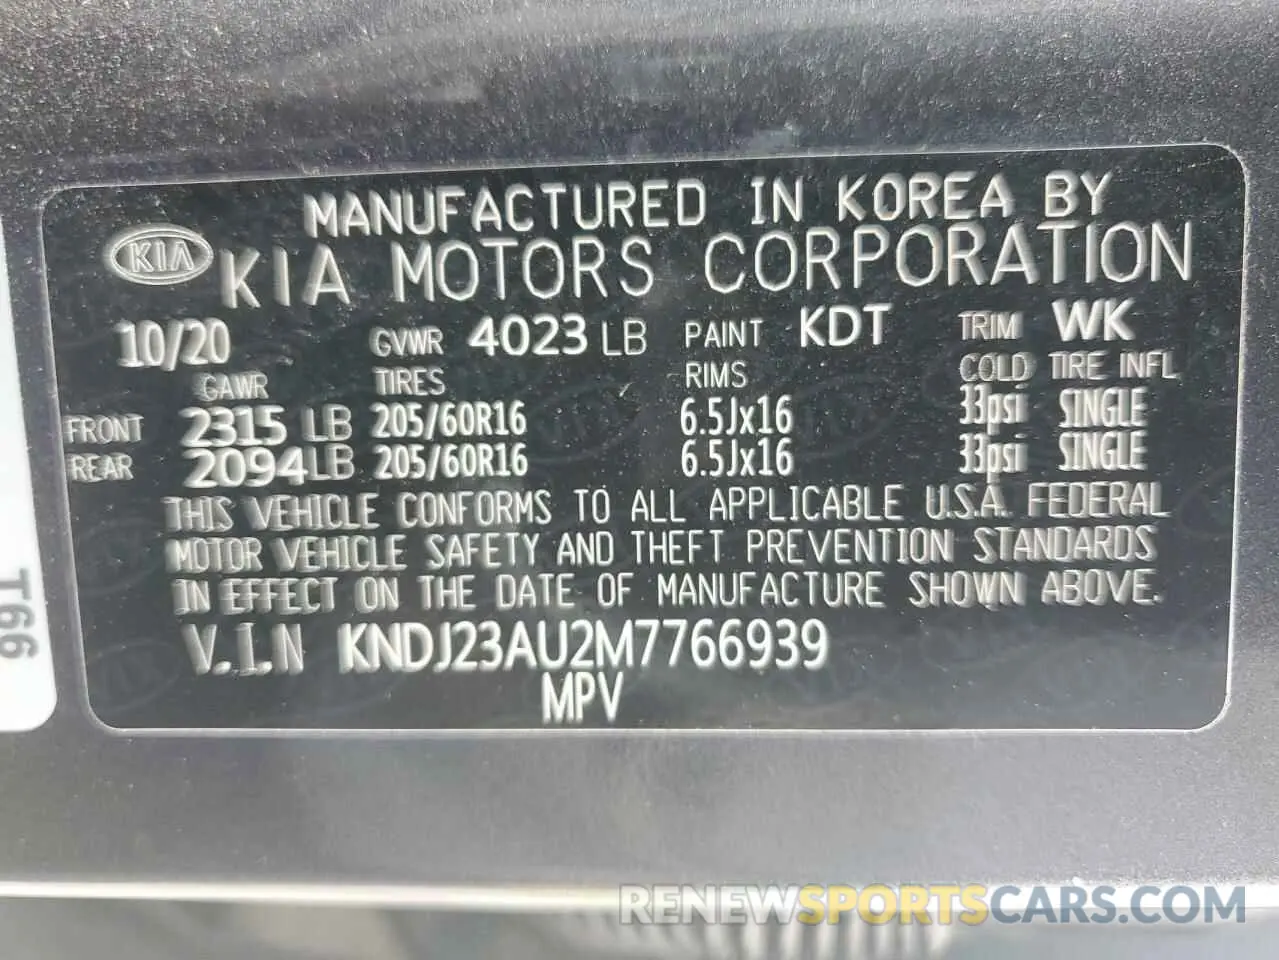 MANUFACTURED IN KOREA BY
KIA KIA MOTORS CORPORATION
10/20 GVWR 4023 LB PAINT KDT TRIM WK
GAWR TIRES RIMS COLD TIRE INFL
FRONT 2315 LB 205/60R16 6.5Jx16 33psi SINGLE
REAR 2094LB 205/60R16 6.5Jx16 33psi SINGLE
THIS VEHICLE CONFORMS TO ALL APPLICABLE U.S.A. FEDERAL
MOTOR VEHICLE SAFETY AND THEFT PREVENTION STANDARDS
IN EFFECT ON THE DATE OF MANUFACTURE SHOWN ABOVE.
V.I.N KNDJ23AU2M7766939
MPV
T66
RENEWSPORTSCARS.COM